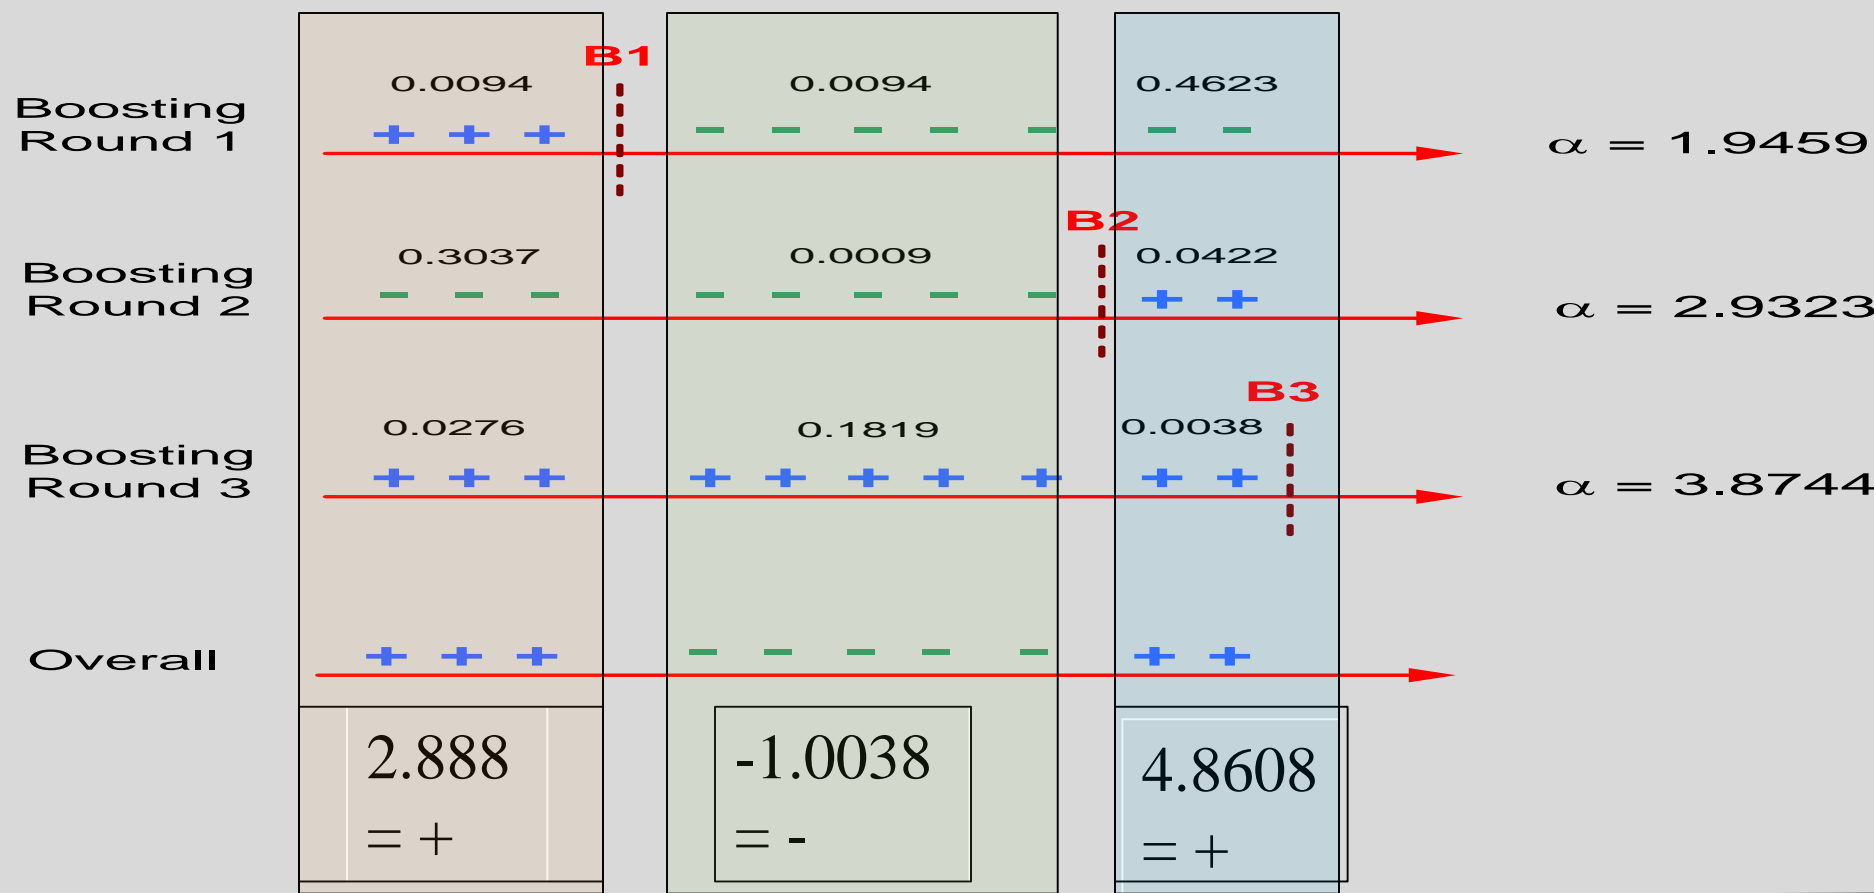 B1
0.0094 0.0094 0.4623
Boosting
Round 1
+ + + – – – – – – –
α = 1.9459
B2
0.3037 0.0009 0.0422
Boosting
Round 2
– – – – – – – – + +
α = 2.9323
B3
0.0276 0.1819 0.0038
Boosting
Round 3
+ + + + + + + + + +
α = 3.8744
Overall
+ + + – – – – – + +
2.888
= +
-1.0038
= -
4.8608
= +